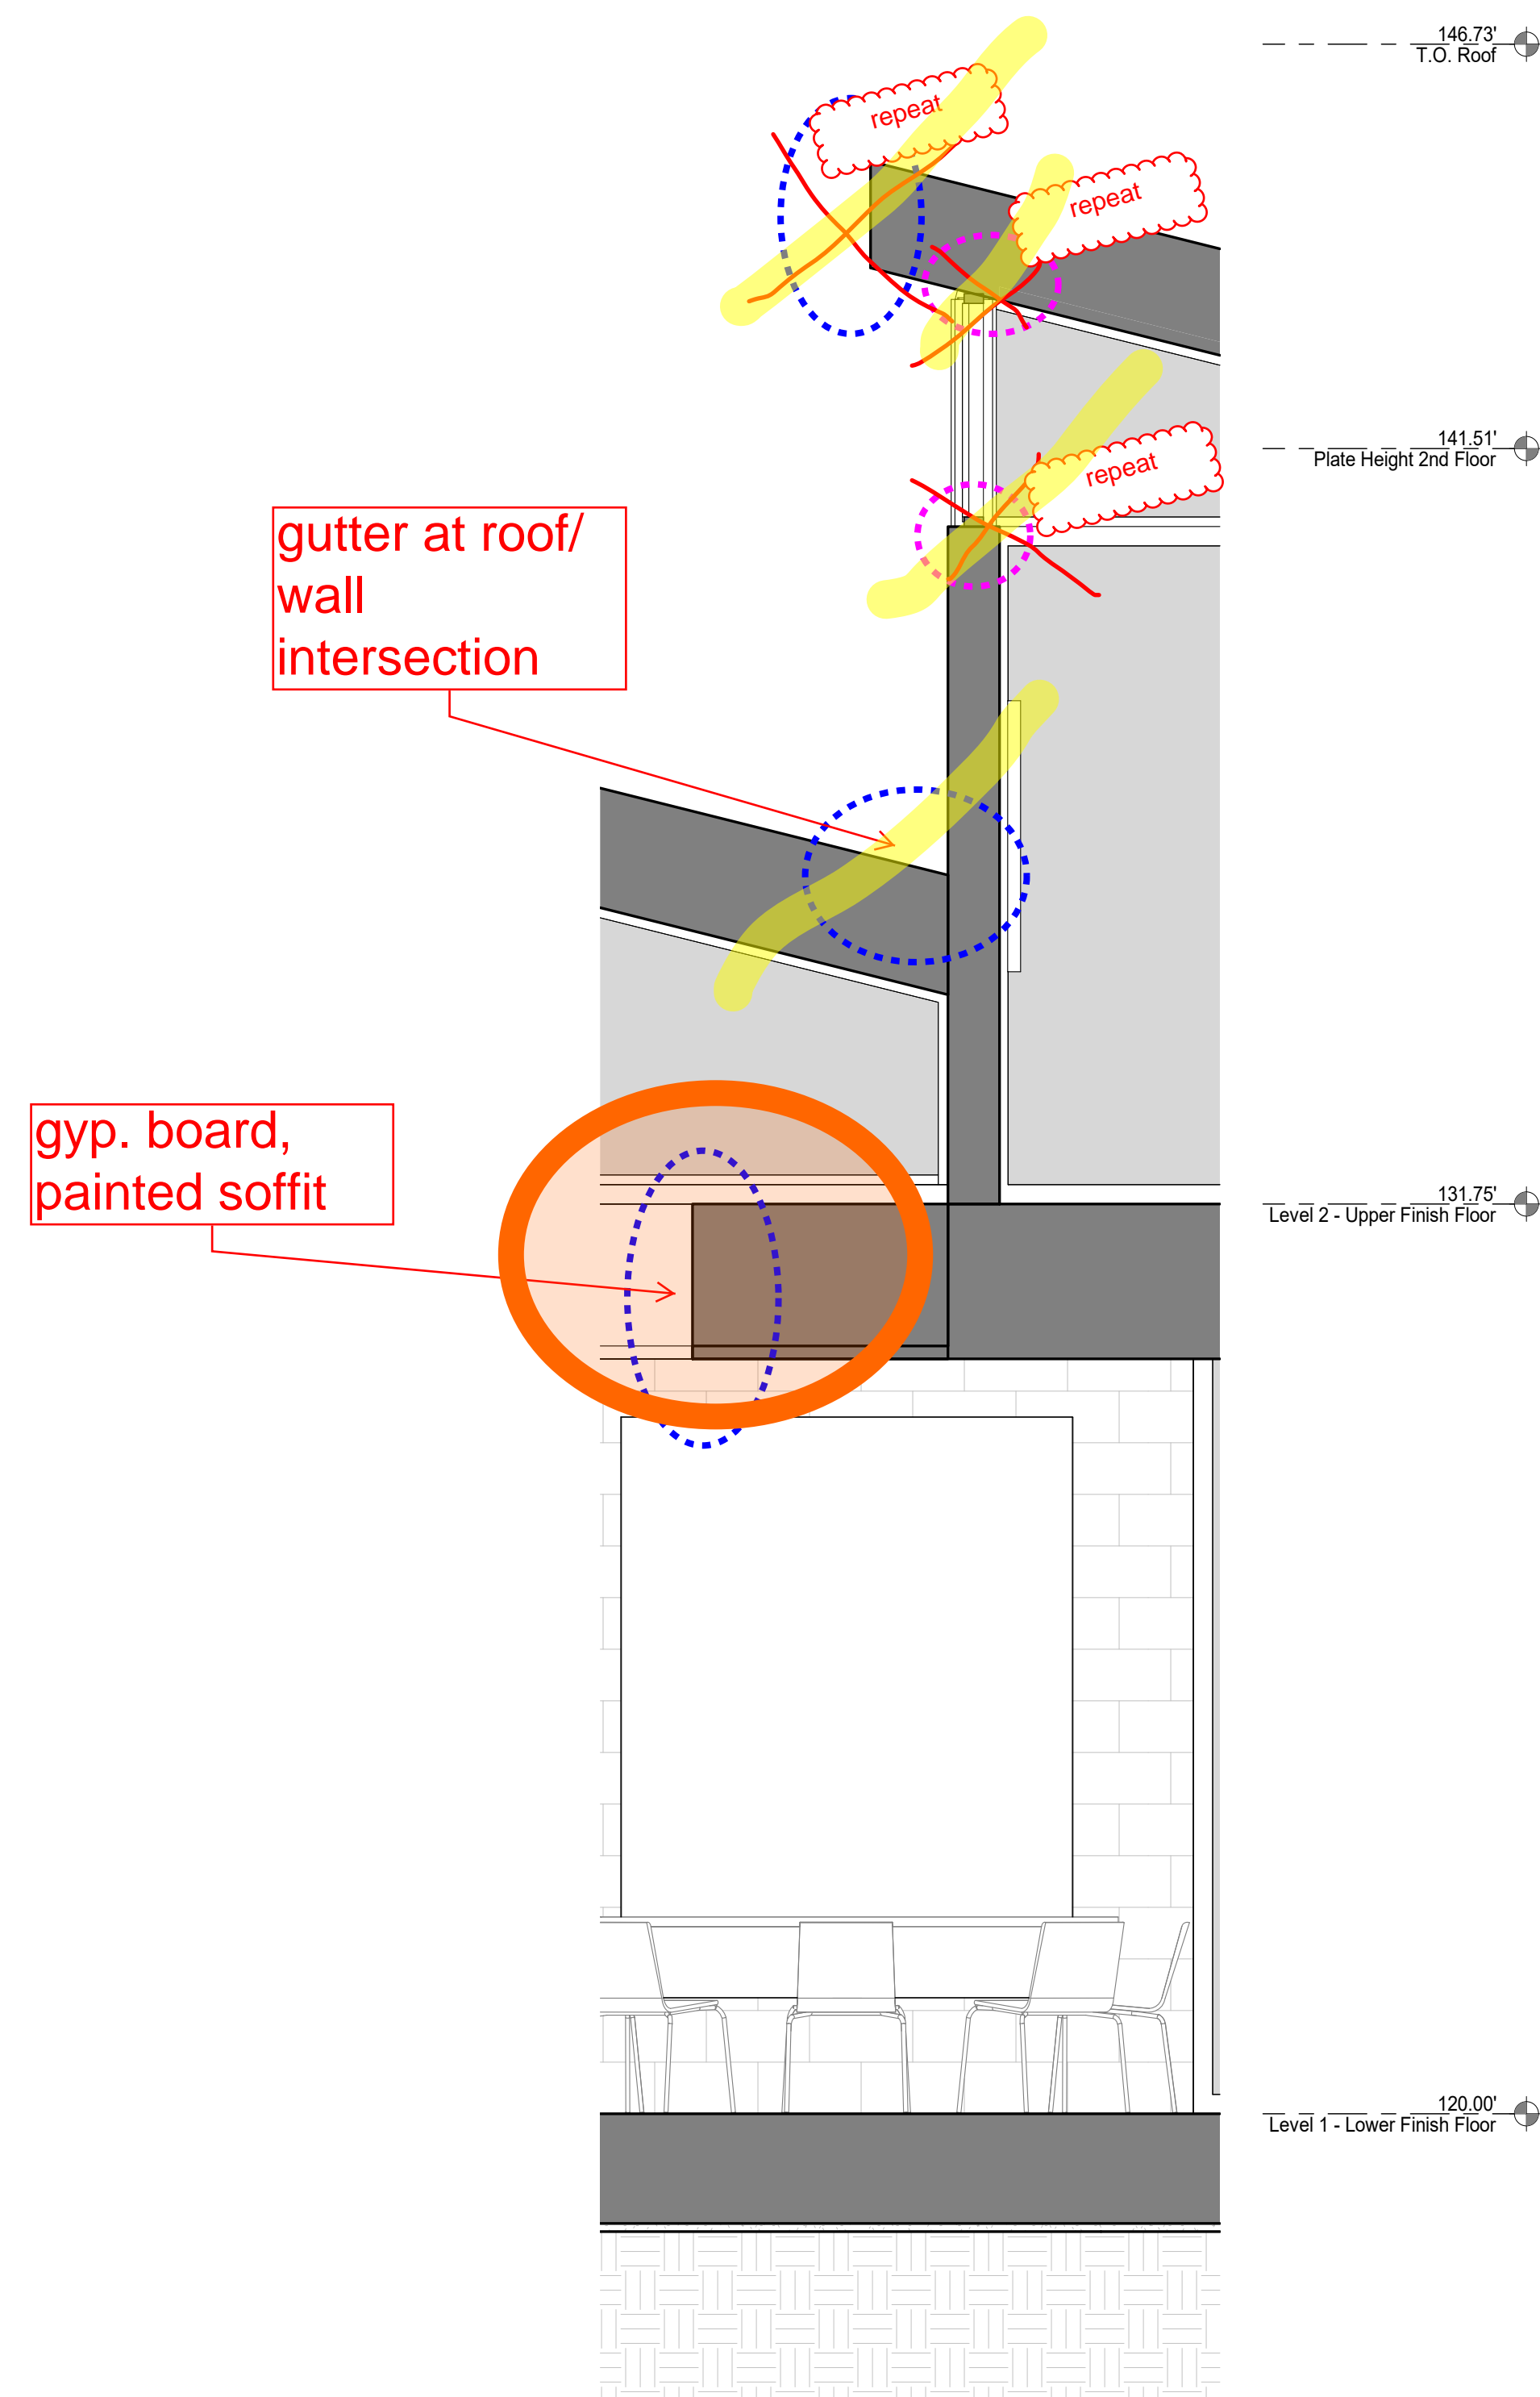 146.73'
T.O. Roof
repeat
repeat
141.51'
Plate Height 2nd Floor
repeat
gutter at roof/
wall
intersection
gyp. board,
painted soffit
131.75'
Level 2 - Upper Finish Floor
120.00'
Level 1 - Lower Finish Floor